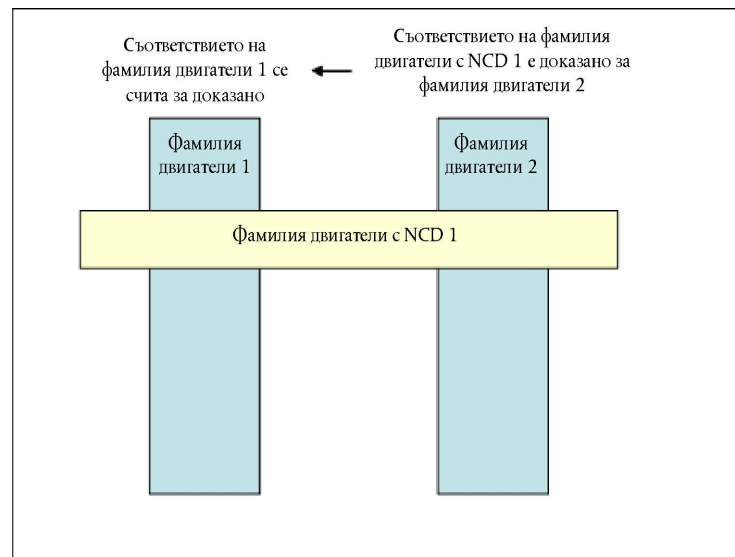 Съответствието на
фамилия двигатели 1 се
счита за доказано
Съответствието на фамилия
двигатели с NCD 1 е доказано за
фамилия двигатели 2
Фамилия
двигатели 1
Фамилия
двигатели 2
Фамилия двигатели с NCD 1